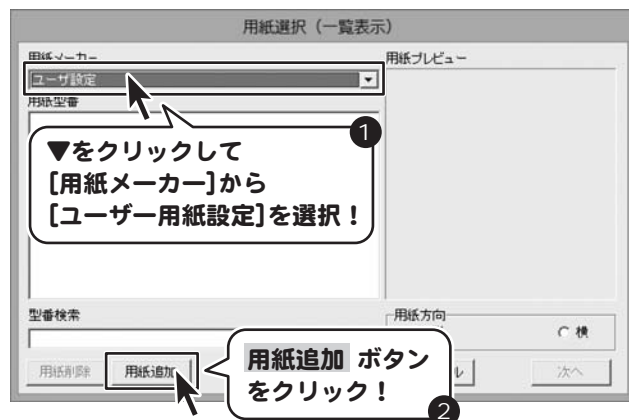 用紙選択（一覧表示）
用紙メーカー
用紙プレビュー
ユーザ設定
用紙型番
1
▼をクリックして
[用紙メーカー]から
[ユーザー用紙設定]を選択！
型番検索
用紙方向
横
用紙削除
用紙追加
ル
次へ
用紙追加 ボタン
をクリック！
2